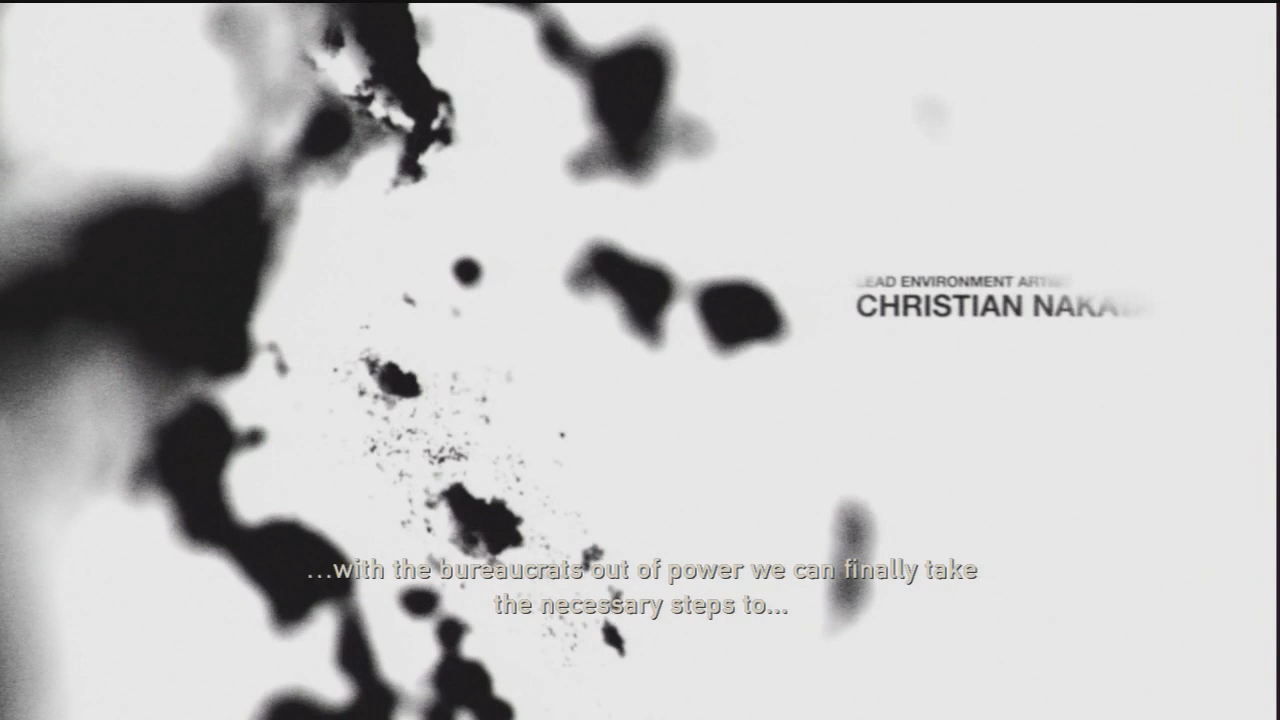 LEAD ENVIRONMENT
CHRISTIAN
...with the bureaucrats out of power we can finally take
the necessary steps to...